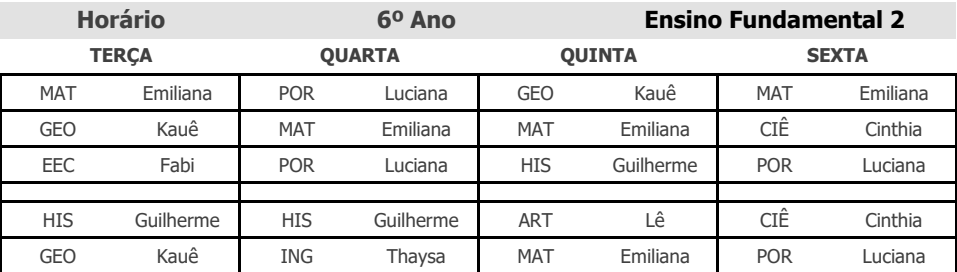 Horário 6º Ano Ensino Fundamental 2
TERÇA QUARTA QUINTA SEXTA
MAT Emiliana POR Luciana GEO Kauê MAT Emiliana
GEO Kauê MAT Emiliana MAT Emiliana CIÊ Cinthia
EEC Fabi POR Luciana HIS Guilherme POR Luciana
HIS Guilherme HIS Guilherme ART Lê CIÊ Cinthia
GEO Kauê ING Thaysa MAT Emiliana POR Luciana